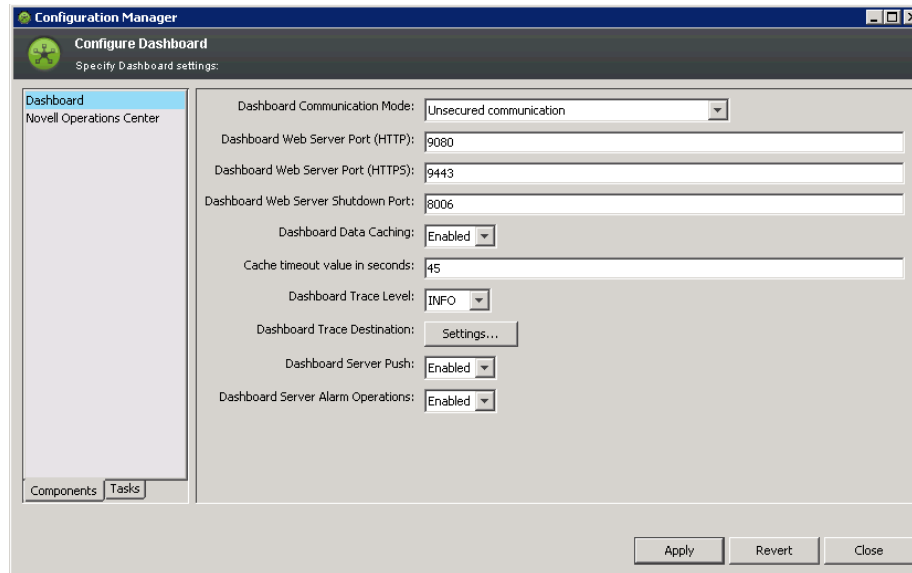 Configuration Manager
Configure Dashboard
Specify Dashboard settings:
Dashboard
Novell Operations Center
Dashboard Communication Mode: Unsecured communication
Dashboard Web Server Port (HTTP): 9080
Dashboard Web Server Port (HTTPS): 9443
Dashboard Web Server Shutdown Port: 8006
Dashboard Data Caching: Enabled
Cache timeout value in seconds: 45
Dashboard Trace Level: INFO
Dashboard Trace Destination: Settings...
Dashboard Server Push: Enabled
Dashboard Server Alarm Operations: Enabled
Components Tasks
Apply Revert Close